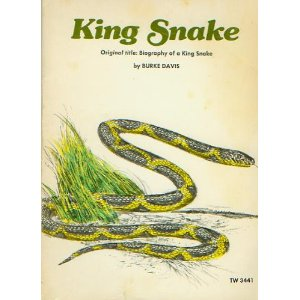 King Snake
Original title: Biography of a King Snake
by BURKE DAVIS
TW 3441